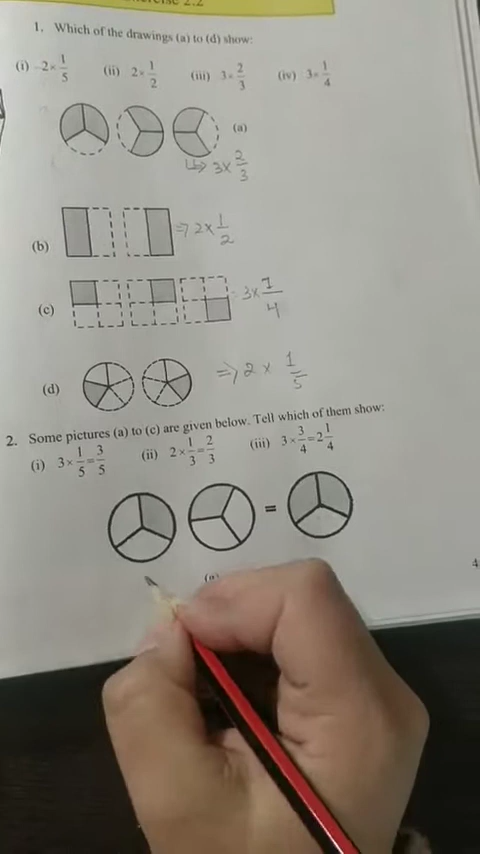 Exercise 2.2
1. Which of the drawings (a) to (d) show:
(i) 2×1/5 (ii) 2×1/2 (iii) 3×2/3 (iv) 3×1/4
(a)
↳ 3×2/3
(b) ⇒ 2×1/2
(c) 3×1/4
(d) ⇒ 2×1/5
2. Some pictures (a) to (c) are given below. Tell which of them show:
(i) 3×1/5=3/5 (ii) 2×1/3=2/3 (iii) 3×3/4=2 1/4
=
(a)
4